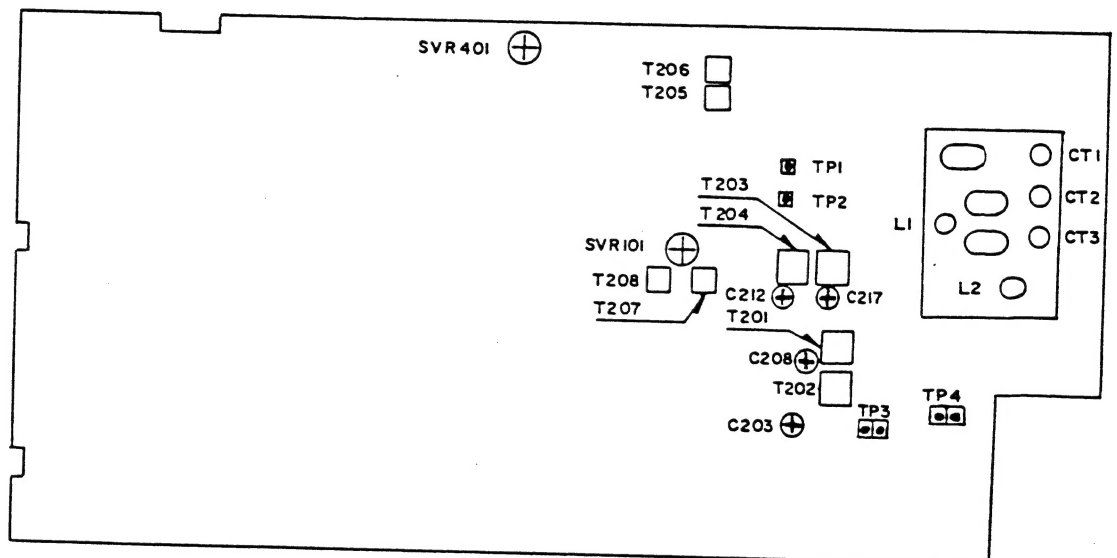 SVR401
T206
T205
CT1
TP1
T203
TP2
CT2
T204
L1
CT3
SVR101
T208
L2
C212
C217
T207
T201
C208
T202
TP4
TP3
C203